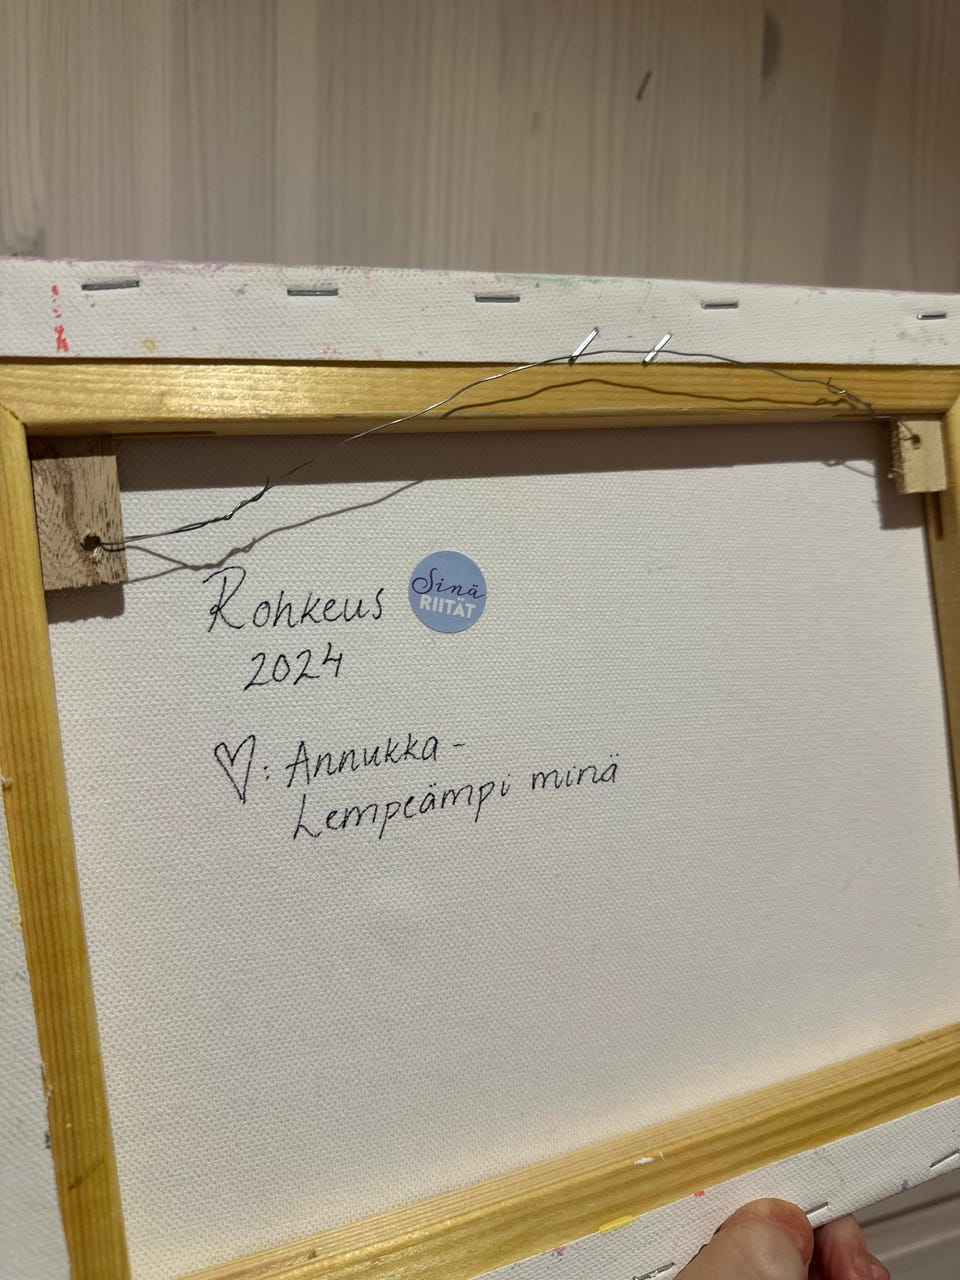 Rohkeus
Sinä
RIITÄT
2024
♡: Annukka -
Lempeämpi minä